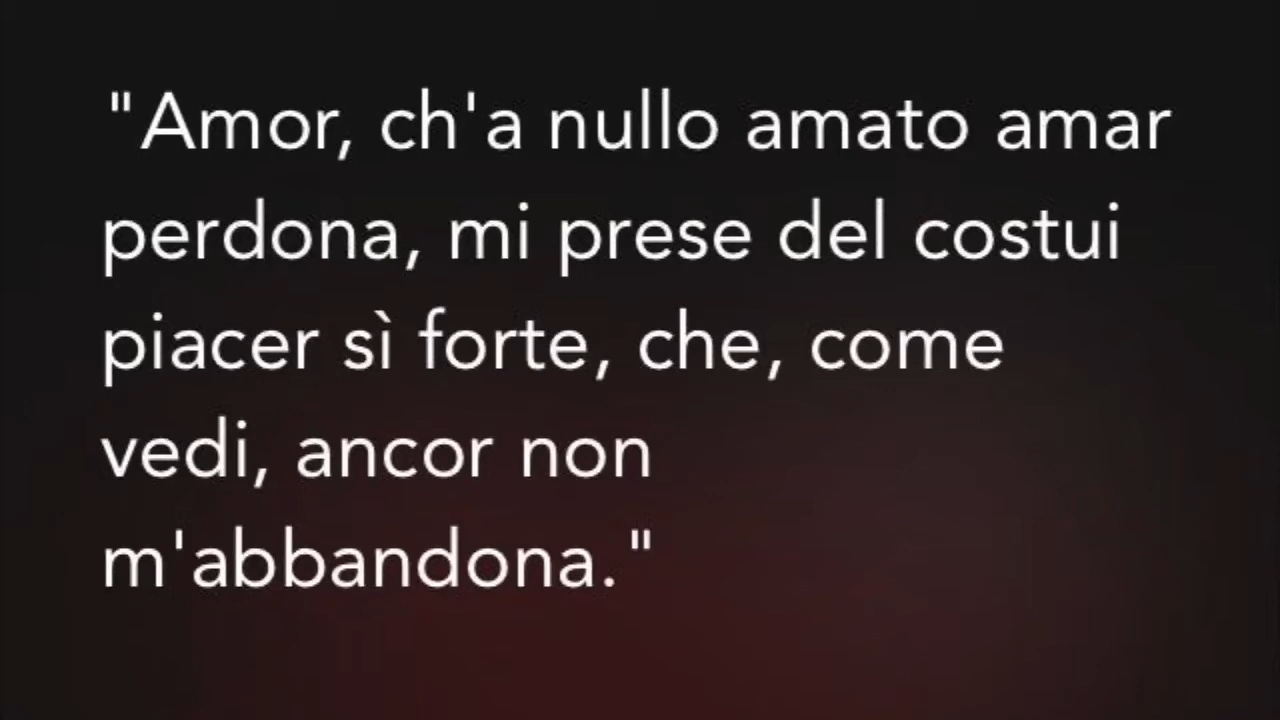 "Amor, ch'a nullo amato amar
perdona, mi prese del costui
piacer sì forte, che, come
vedi, ancor non
m'abbandona."